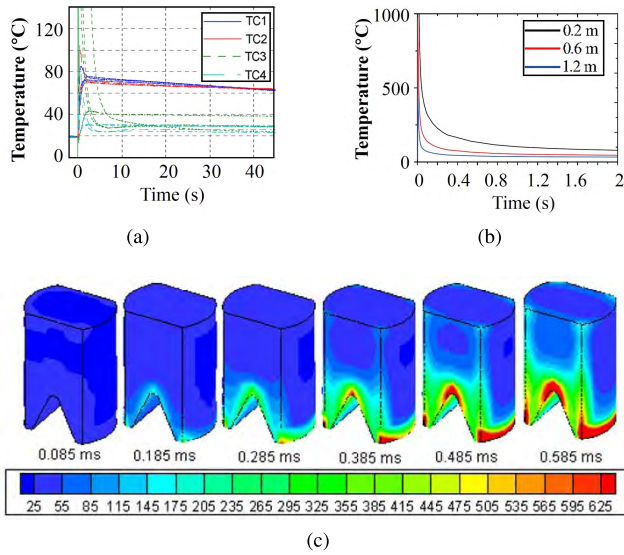 Temperature (°C)
120
80
40
0
0
10
20
30
40
Time (s)
TC1
TC2
TC3
TC4
(a)
Temperature (°C)
1000
500
0
0
0.4
0.8
1.2
1.6
2
Time (s)
0.2 m
0.6 m
1.2 m
(b)
0.085 ms 0.185 ms 0.285 ms 0.385 ms 0.485 ms 0.585 ms
25 55 85 115 145 175 205 235 265 295 325 355 385 415 445 475 505 535 565 595 625
(c)